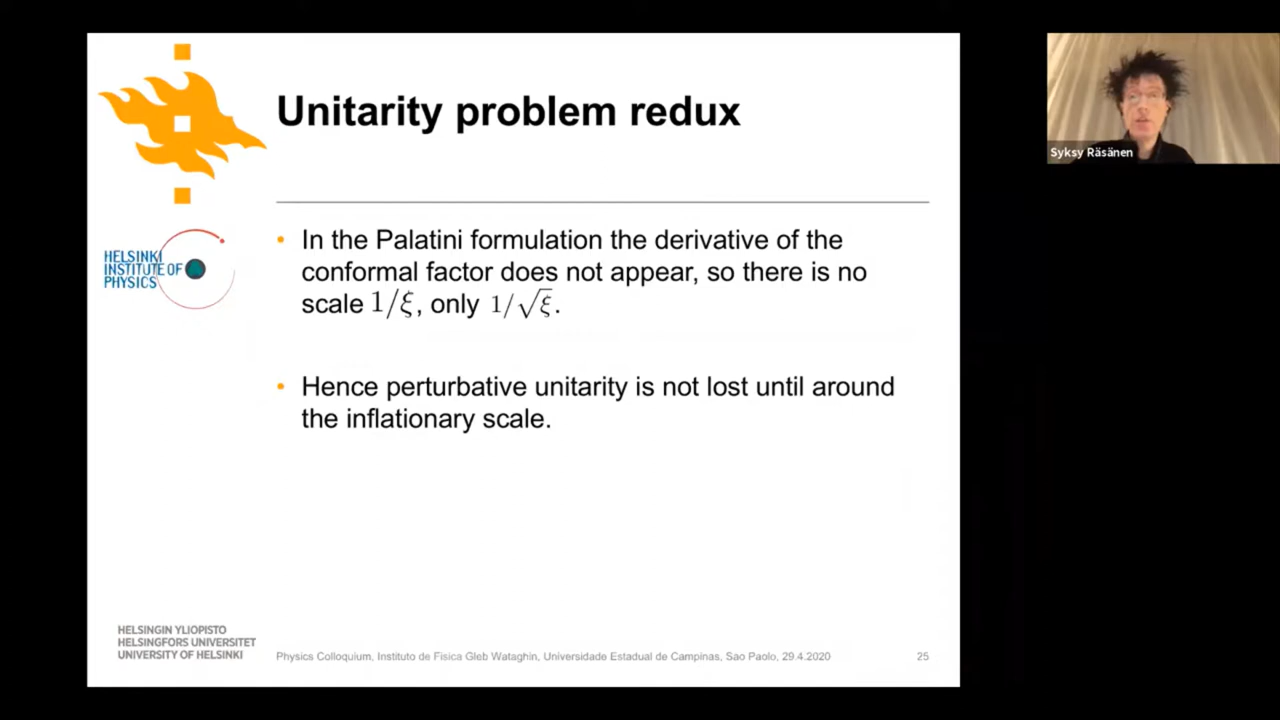 Unitarity problem redux
Syksy Räsänen
HELSINKI
INSTITUTE OF
PHYSICS
• In the Palatini formulation the derivative of the
conformal factor does not appear, so there is no
scale 1/ξ, only 1/√ξ.
• Hence perturbative unitarity is not lost until around
the inflationary scale.
HELSINGIN YLIOPISTO
HELSINGFORS UNIVERSITET
UNIVERSITY OF HELSINKI
Physics Colloquium, Instituto de Fisica Gleb Wataghin, Universidade Estadual de Campinas, Sao Paolo, 29.4.2020
25